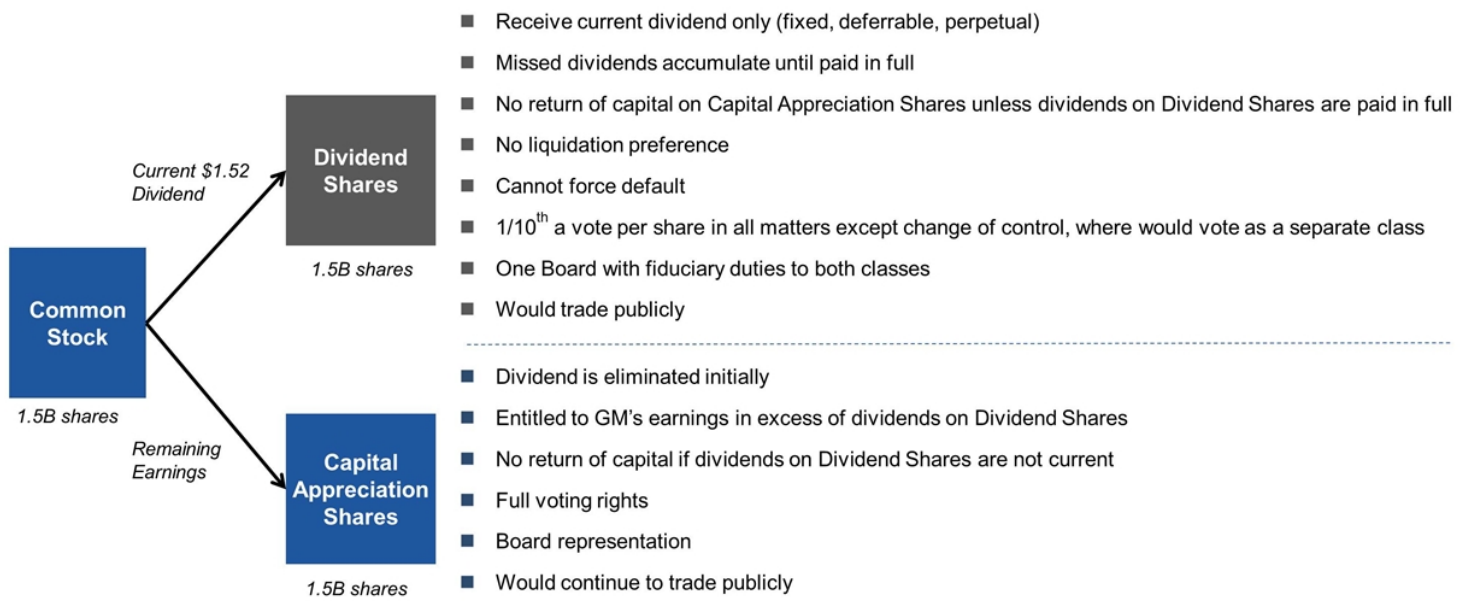 Common
Stock
1.5B shares
Current $1.52
Dividend
Remaining
Earnings
Dividend
Shares
1.5B shares
■ Receive current dividend only (fixed, deferrable, perpetual)
■ Missed dividends accumulate until paid in full
■ No return of capital on Capital Appreciation Shares unless dividends on Dividend Shares are paid in full
■ No liquidation preference
■ Cannot force default
■ 1/10th a vote per share in all matters except change of control, where would vote as a separate class
■ One Board with fiduciary duties to both classes
■ Would trade publicly
Capital
Appreciation
Shares
1.5B shares
■ Dividend is eliminated initially
■ Entitled to GM's earnings in excess of dividends on Dividend Shares
■ No return of capital if dividends on Dividend Shares are not current
■ Full voting rights
■ Board representation
■ Would continue to trade publicly